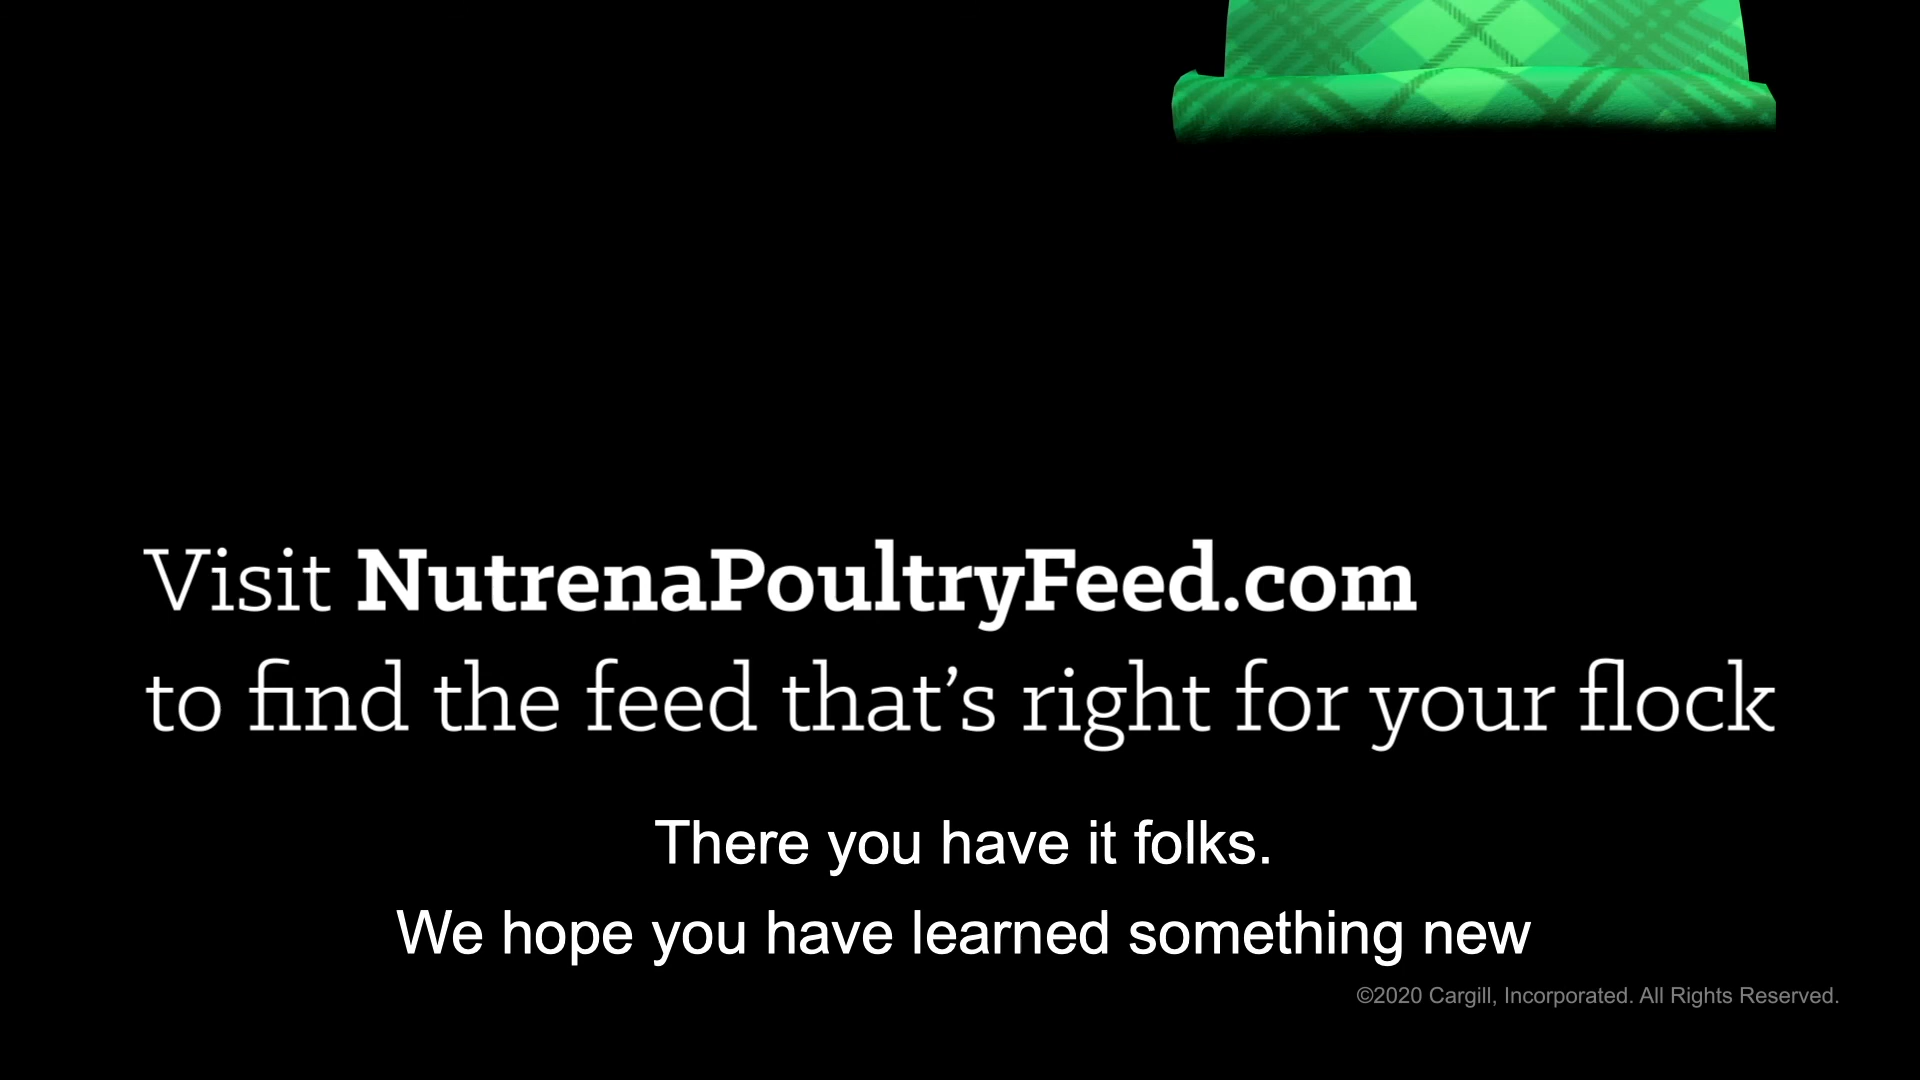 Visit NutrenaPoultryFeed.com
to find the feed that’s right for your flock
There you have it folks.
We hope you have learned something new
©2020 Cargill, Incorporated. All Rights Reserved.